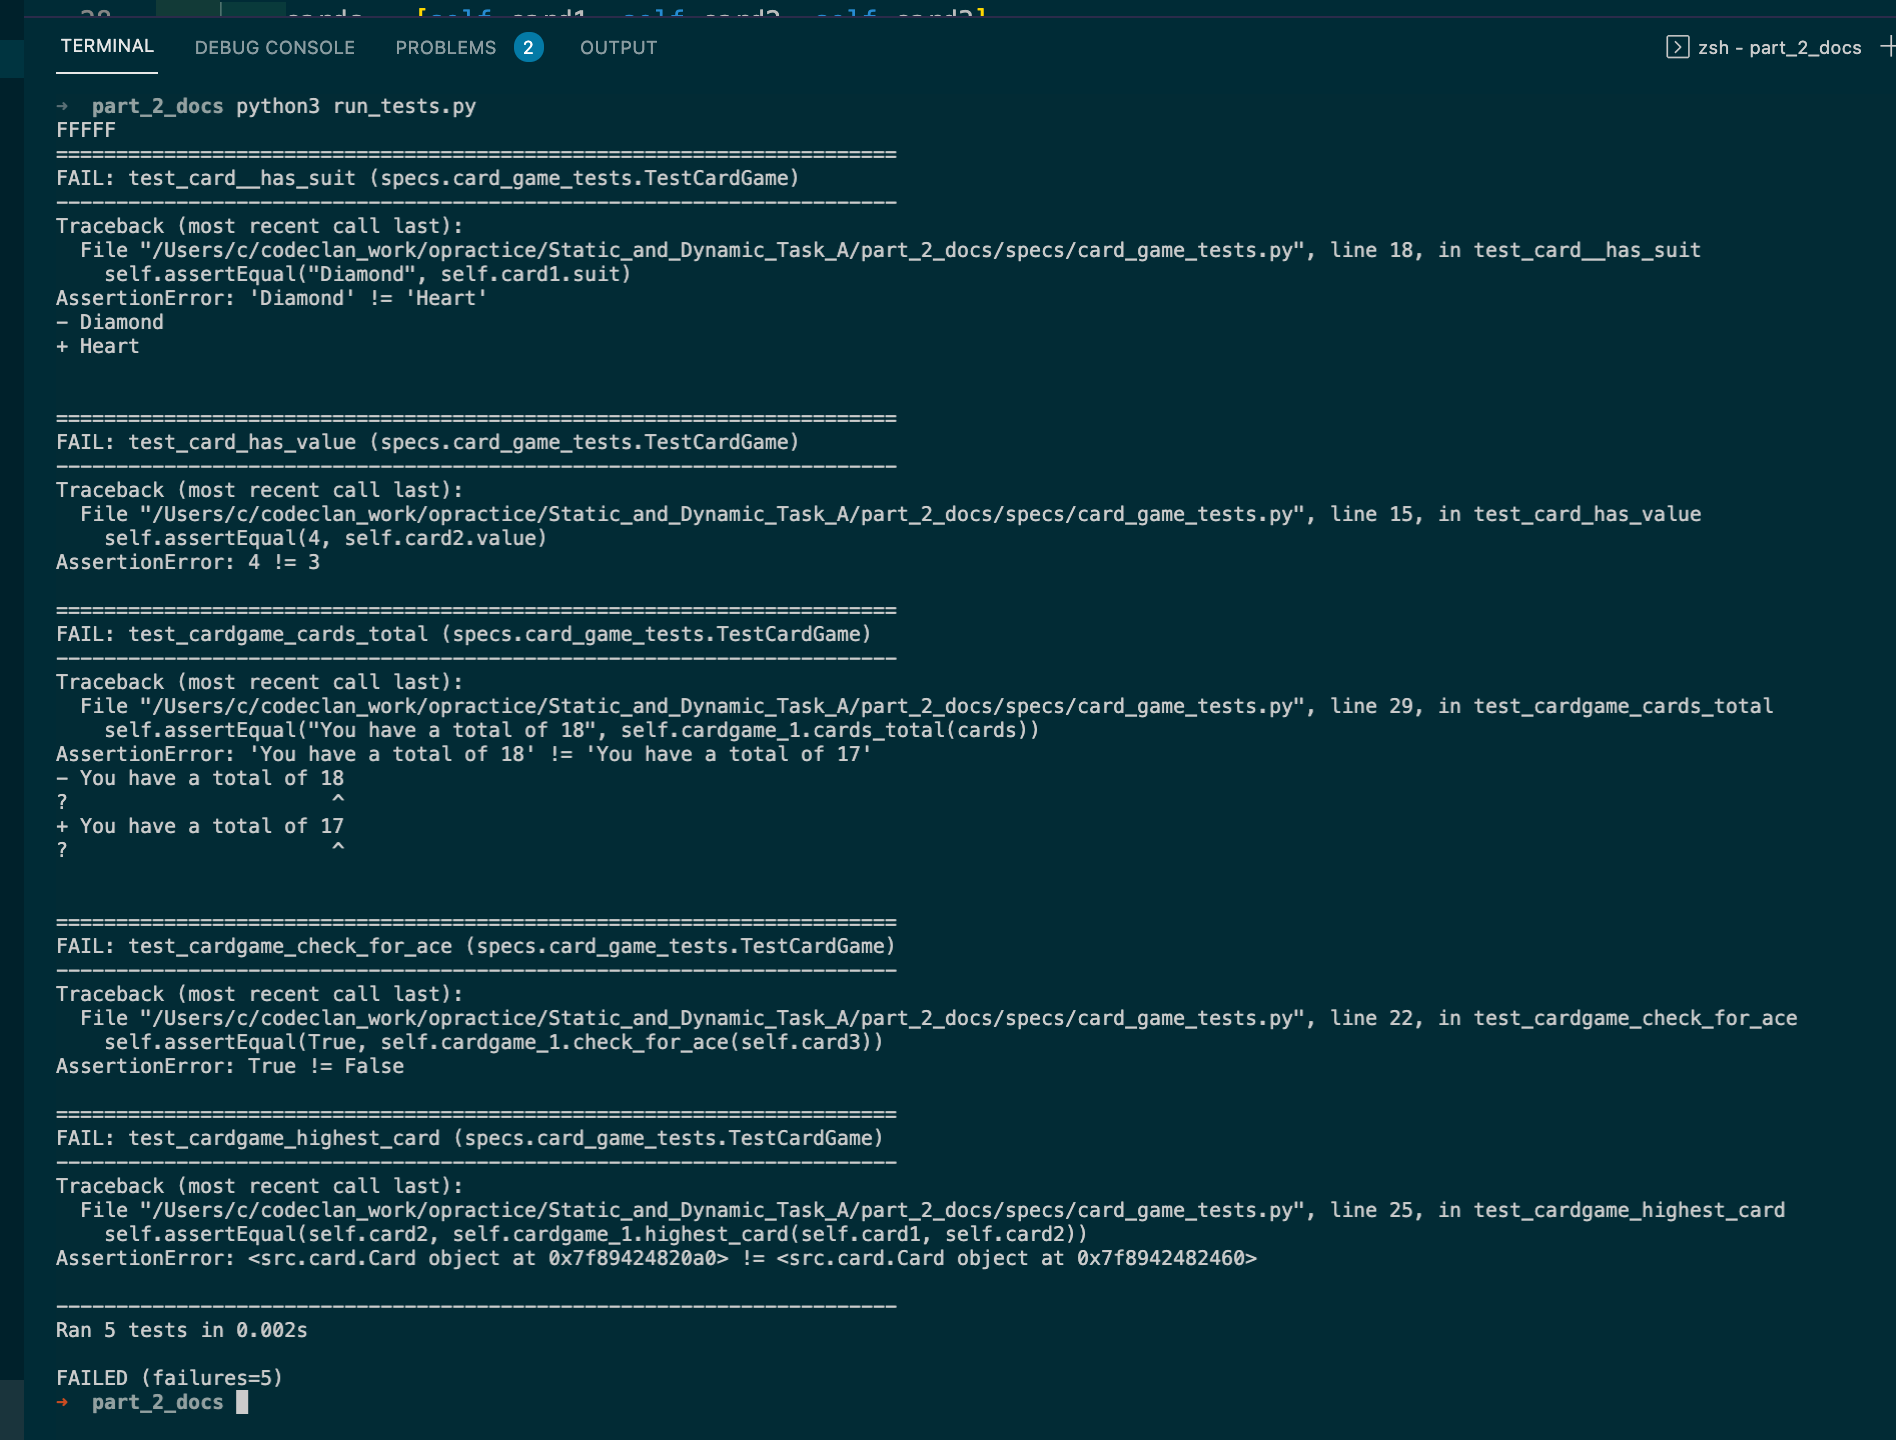 28 cards = [self.card1, self.card2, self.card3]
TERMINAL DEBUG CONSOLE PROBLEMS 2 OUTPUT zsh - part_2_docs +
→ part_2_docs python3 run_tests.py
FFFFF
======================================================================
FAIL: test_card__has_suit (specs.card_game_tests.TestCardGame)
----------------------------------------------------------------------
Traceback (most recent call last):
  File "/Users/c/codeclan_work/opractice/Static_and_Dynamic_Task_A/part_2_docs/specs/card_game_tests.py", line 18, in test_card__has_suit
    self.assertEqual("Diamond", self.card1.suit)
AssertionError: 'Diamond' != 'Heart'
- Diamond
+ Heart
======================================================================
FAIL: test_card_has_value (specs.card_game_tests.TestCardGame)
----------------------------------------------------------------------
Traceback (most recent call last):
  File "/Users/c/codeclan_work/opractice/Static_and_Dynamic_Task_A/part_2_docs/specs/card_game_tests.py", line 15, in test_card_has_value
    self.assertEqual(4, self.card2.value)
AssertionError: 4 != 3
======================================================================
FAIL: test_cardgame_cards_total (specs.card_game_tests.TestCardGame)
----------------------------------------------------------------------
Traceback (most recent call last):
  File "/Users/c/codeclan_work/opractice/Static_and_Dynamic_Task_A/part_2_docs/specs/card_game_tests.py", line 29, in test_cardgame_cards_total
    self.assertEqual("You have a total of 18", self.cardgame_1.cards_total(cards))
AssertionError: 'You have a total of 18' != 'You have a total of 17'
- You have a total of 18
?                      ^
+ You have a total of 17
?                      ^
======================================================================
FAIL: test_cardgame_check_for_ace (specs.card_game_tests.TestCardGame)
----------------------------------------------------------------------
Traceback (most recent call last):
  File "/Users/c/codeclan_work/opractice/Static_and_Dynamic_Task_A/part_2_docs/specs/card_game_tests.py", line 22, in test_cardgame_check_for_ace
    self.assertEqual(True, self.cardgame_1.check_for_ace(self.card3))
AssertionError: True != False
======================================================================
FAIL: test_cardgame_highest_card (specs.card_game_tests.TestCardGame)
----------------------------------------------------------------------
Traceback (most recent call last):
  File "/Users/c/codeclan_work/opractice/Static_and_Dynamic_Task_A/part_2_docs/specs/card_game_tests.py", line 25, in test_cardgame_highest_card
    self.assertEqual(self.card2, self.cardgame_1.highest_card(self.card1, self.card2))
AssertionError: <src.card.Card object at 0x7f89424820a0> != <src.card.Card object at 0x7f8942482460>
----------------------------------------------------------------------
Ran 5 tests in 0.002s
FAILED (failures=5)
→ part_2_docs